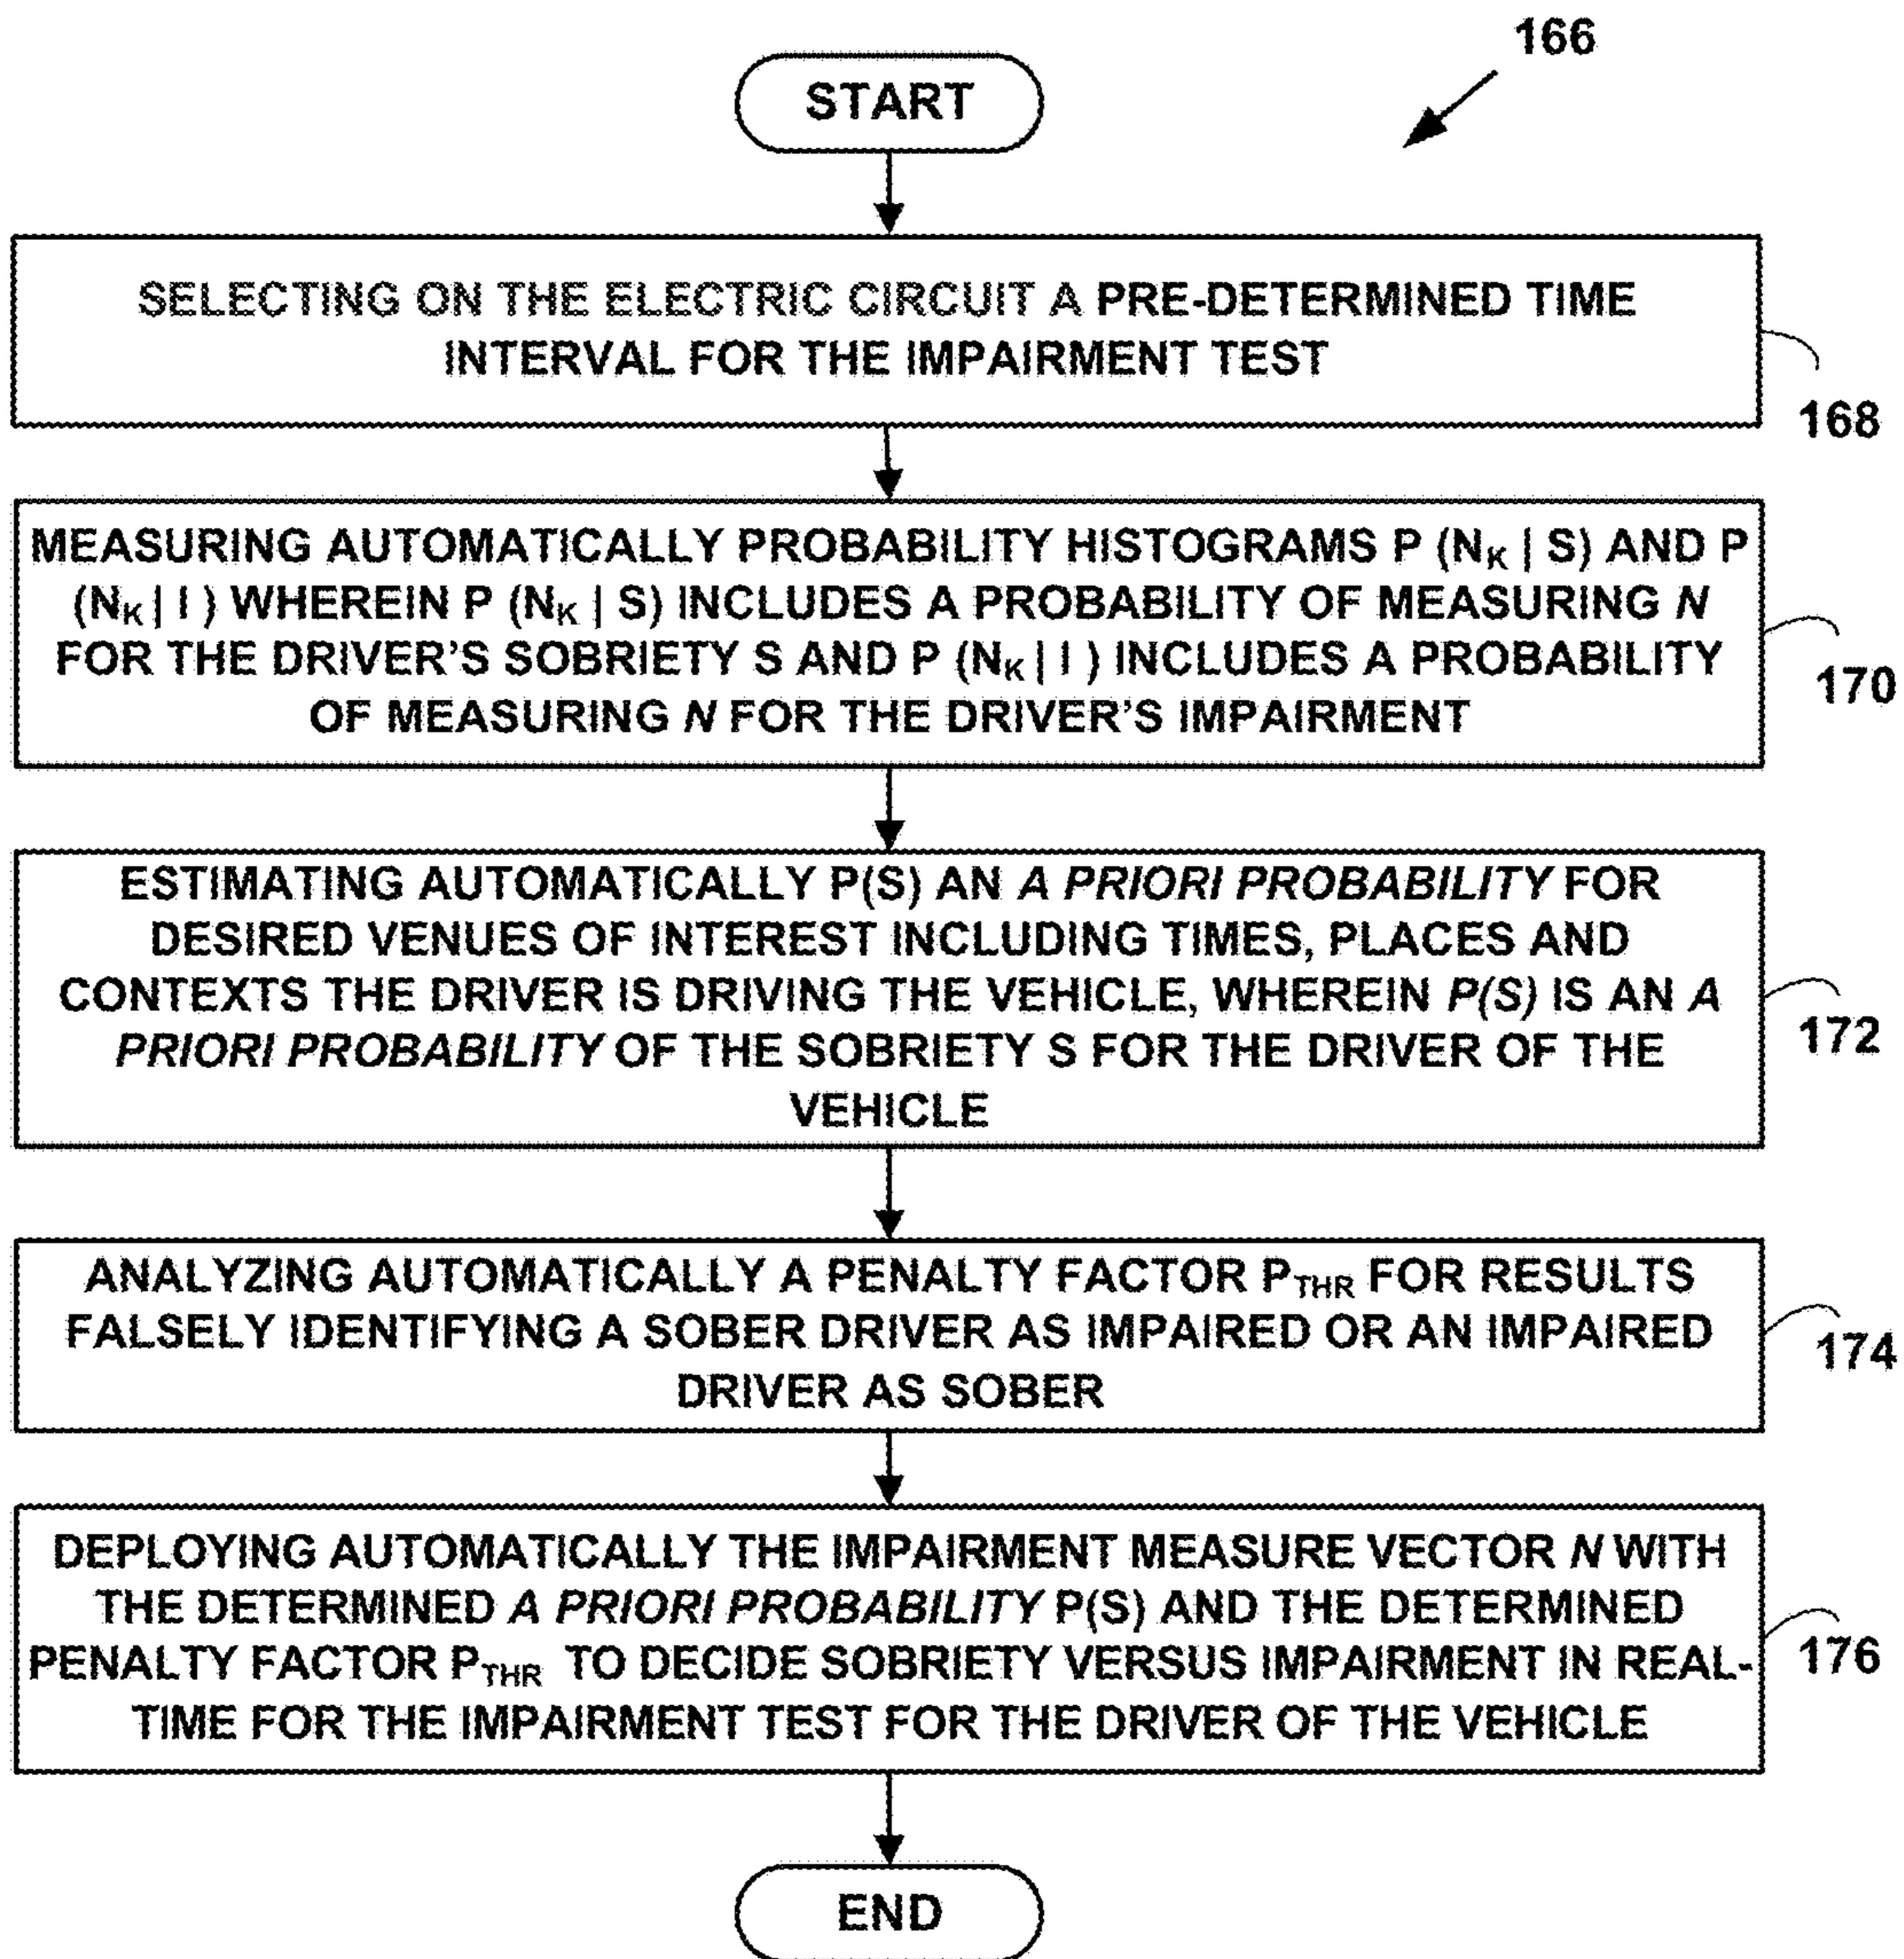 166
START
SELECTING ON THE ELECTRIC CIRCUIT A PRE-DETERMINED TIME
INTERVAL FOR THE IMPAIRMENT TEST
168
MEASURING AUTOMATICALLY PROBABILITY HISTOGRAMS P (NK | S) AND P
(NK | I ) WHEREIN P (NK | S) INCLUDES A PROBABILITY OF MEASURING N
FOR THE DRIVER'S SOBRIETY S AND P (NK | I ) INCLUDES A PROBABILITY
OF MEASURING N FOR THE DRIVER'S IMPAIRMENT
170
ESTIMATING AUTOMATICALLY P(S) AN A PRIORI PROBABILITY FOR
DESIRED VENUES OF INTEREST INCLUDING TIMES, PLACES AND
CONTEXTS THE DRIVER IS DRIVING THE VEHICLE, WHEREIN P(S) IS AN A
PRIORI PROBABILITY OF THE SOBRIETY S FOR THE DRIVER OF THE
VEHICLE
172
ANALYZING AUTOMATICALLY A PENALTY FACTOR PTHR FOR RESULTS
FALSELY IDENTIFYING A SOBER DRIVER AS IMPAIRED OR AN IMPAIRED
DRIVER AS SOBER
174
DEPLOYING AUTOMATICALLY THE IMPAIRMENT MEASURE VECTOR N WITH
THE DETERMINED A PRIORI PROBABILITY P(S) AND THE DETERMINED
PENALTY FACTOR PTHR TO DECIDE SOBRIETY VERSUS IMPAIRMENT IN REAL-
TIME FOR THE IMPAIRMENT TEST FOR THE DRIVER OF THE VEHICLE
176
END